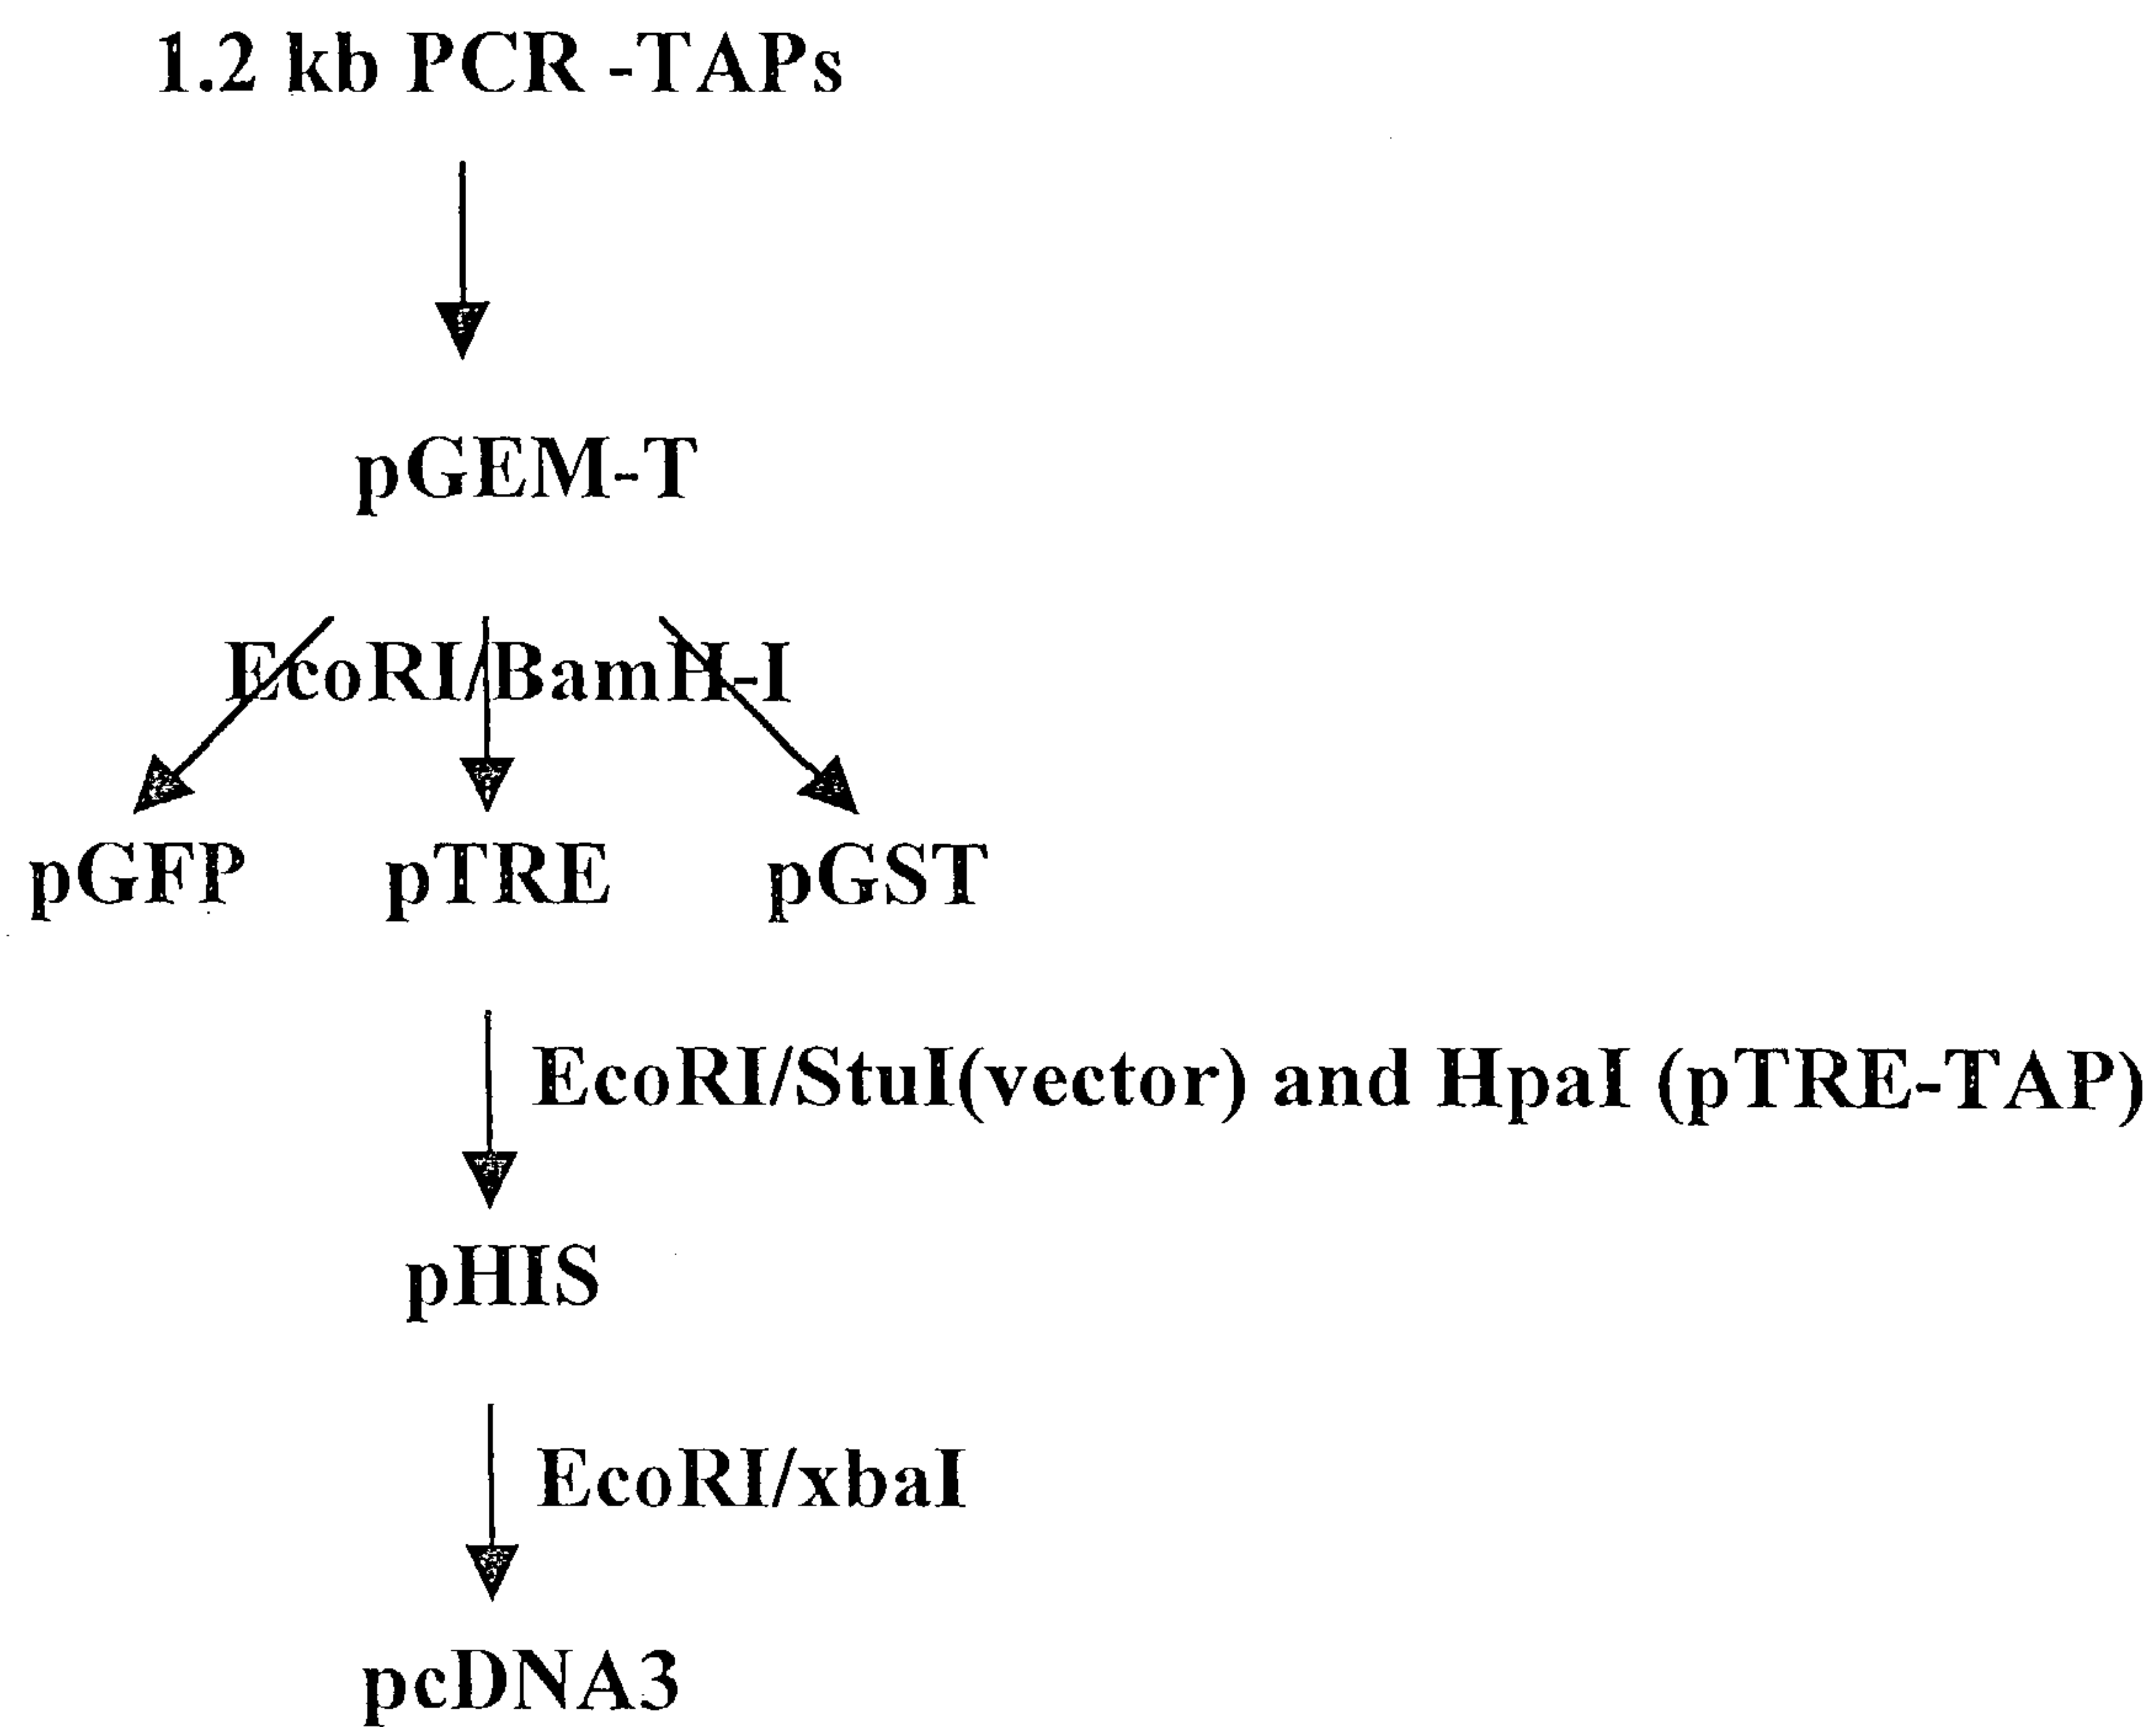 1.2 kb PCR -TAPs
pGEM-T
EcoRI/BamH-I
pGFP pTRE pGST
EcoRI/StuI(vector) and HpaI (pTRE-TAP)
pHIS
EcoRI/xbaI
pcDNA3